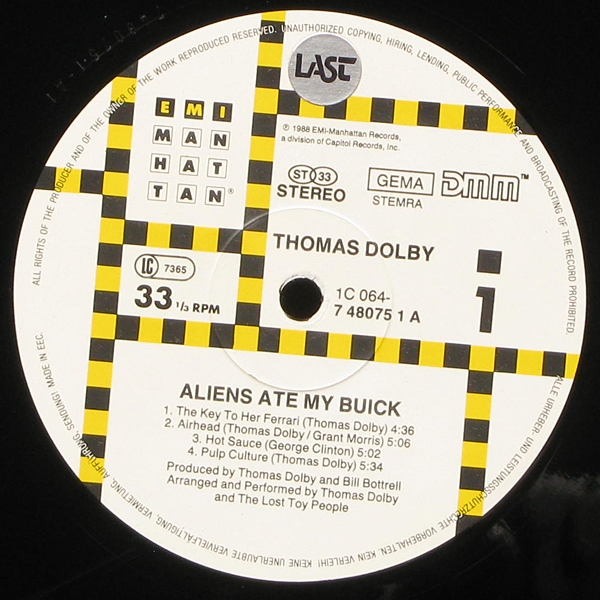 LAST
EMI
MAN
HAT
TAN®
℗ 1988 EMI-Manhattan Records,
a division of Capitol Records, Inc.
ST 33
STEREO
GEMA
STEMRA
DMM™
THOMAS DOLBY
LC 7365
33 1/3 RPM
1C 064-
7 48075 1 A
1
ALIENS ATE MY BUICK
1. The Key To Her Ferrari (Thomas Dolby) 4:36
2. Airhead (Thomas Dolby/Grant Morris) 5:06
3. Hot Sauce (George Clinton) 5:02
4. Pulp Culture (Thomas Dolby) 5:34
Produced by Thomas Dolby and Bill Bottrell
Arranged and Performed by Thomas Dolby
and The Lost Toy People
ALL RIGHTS OF THE PRODUCER AND OF THE OWNER OF THE WORK REPRODUCED RESERVED. UNAUTHORIZED COPYING, HIRING, LENDING, PUBLIC PERFORMANCE AND BROADCASTING OF THE RECORD PROHIBITED.
ALLE URHEBER- UND LEISTUNGSSCHUTZRECHTE VORBEHALTEN. KEIN VERLEIH! KEINE UNERLAUBTE VERVIELFÄLTIGUNG, VERMIETUNG, AUFFÜHRUNG, SENDUNG! MADE IN EEC.